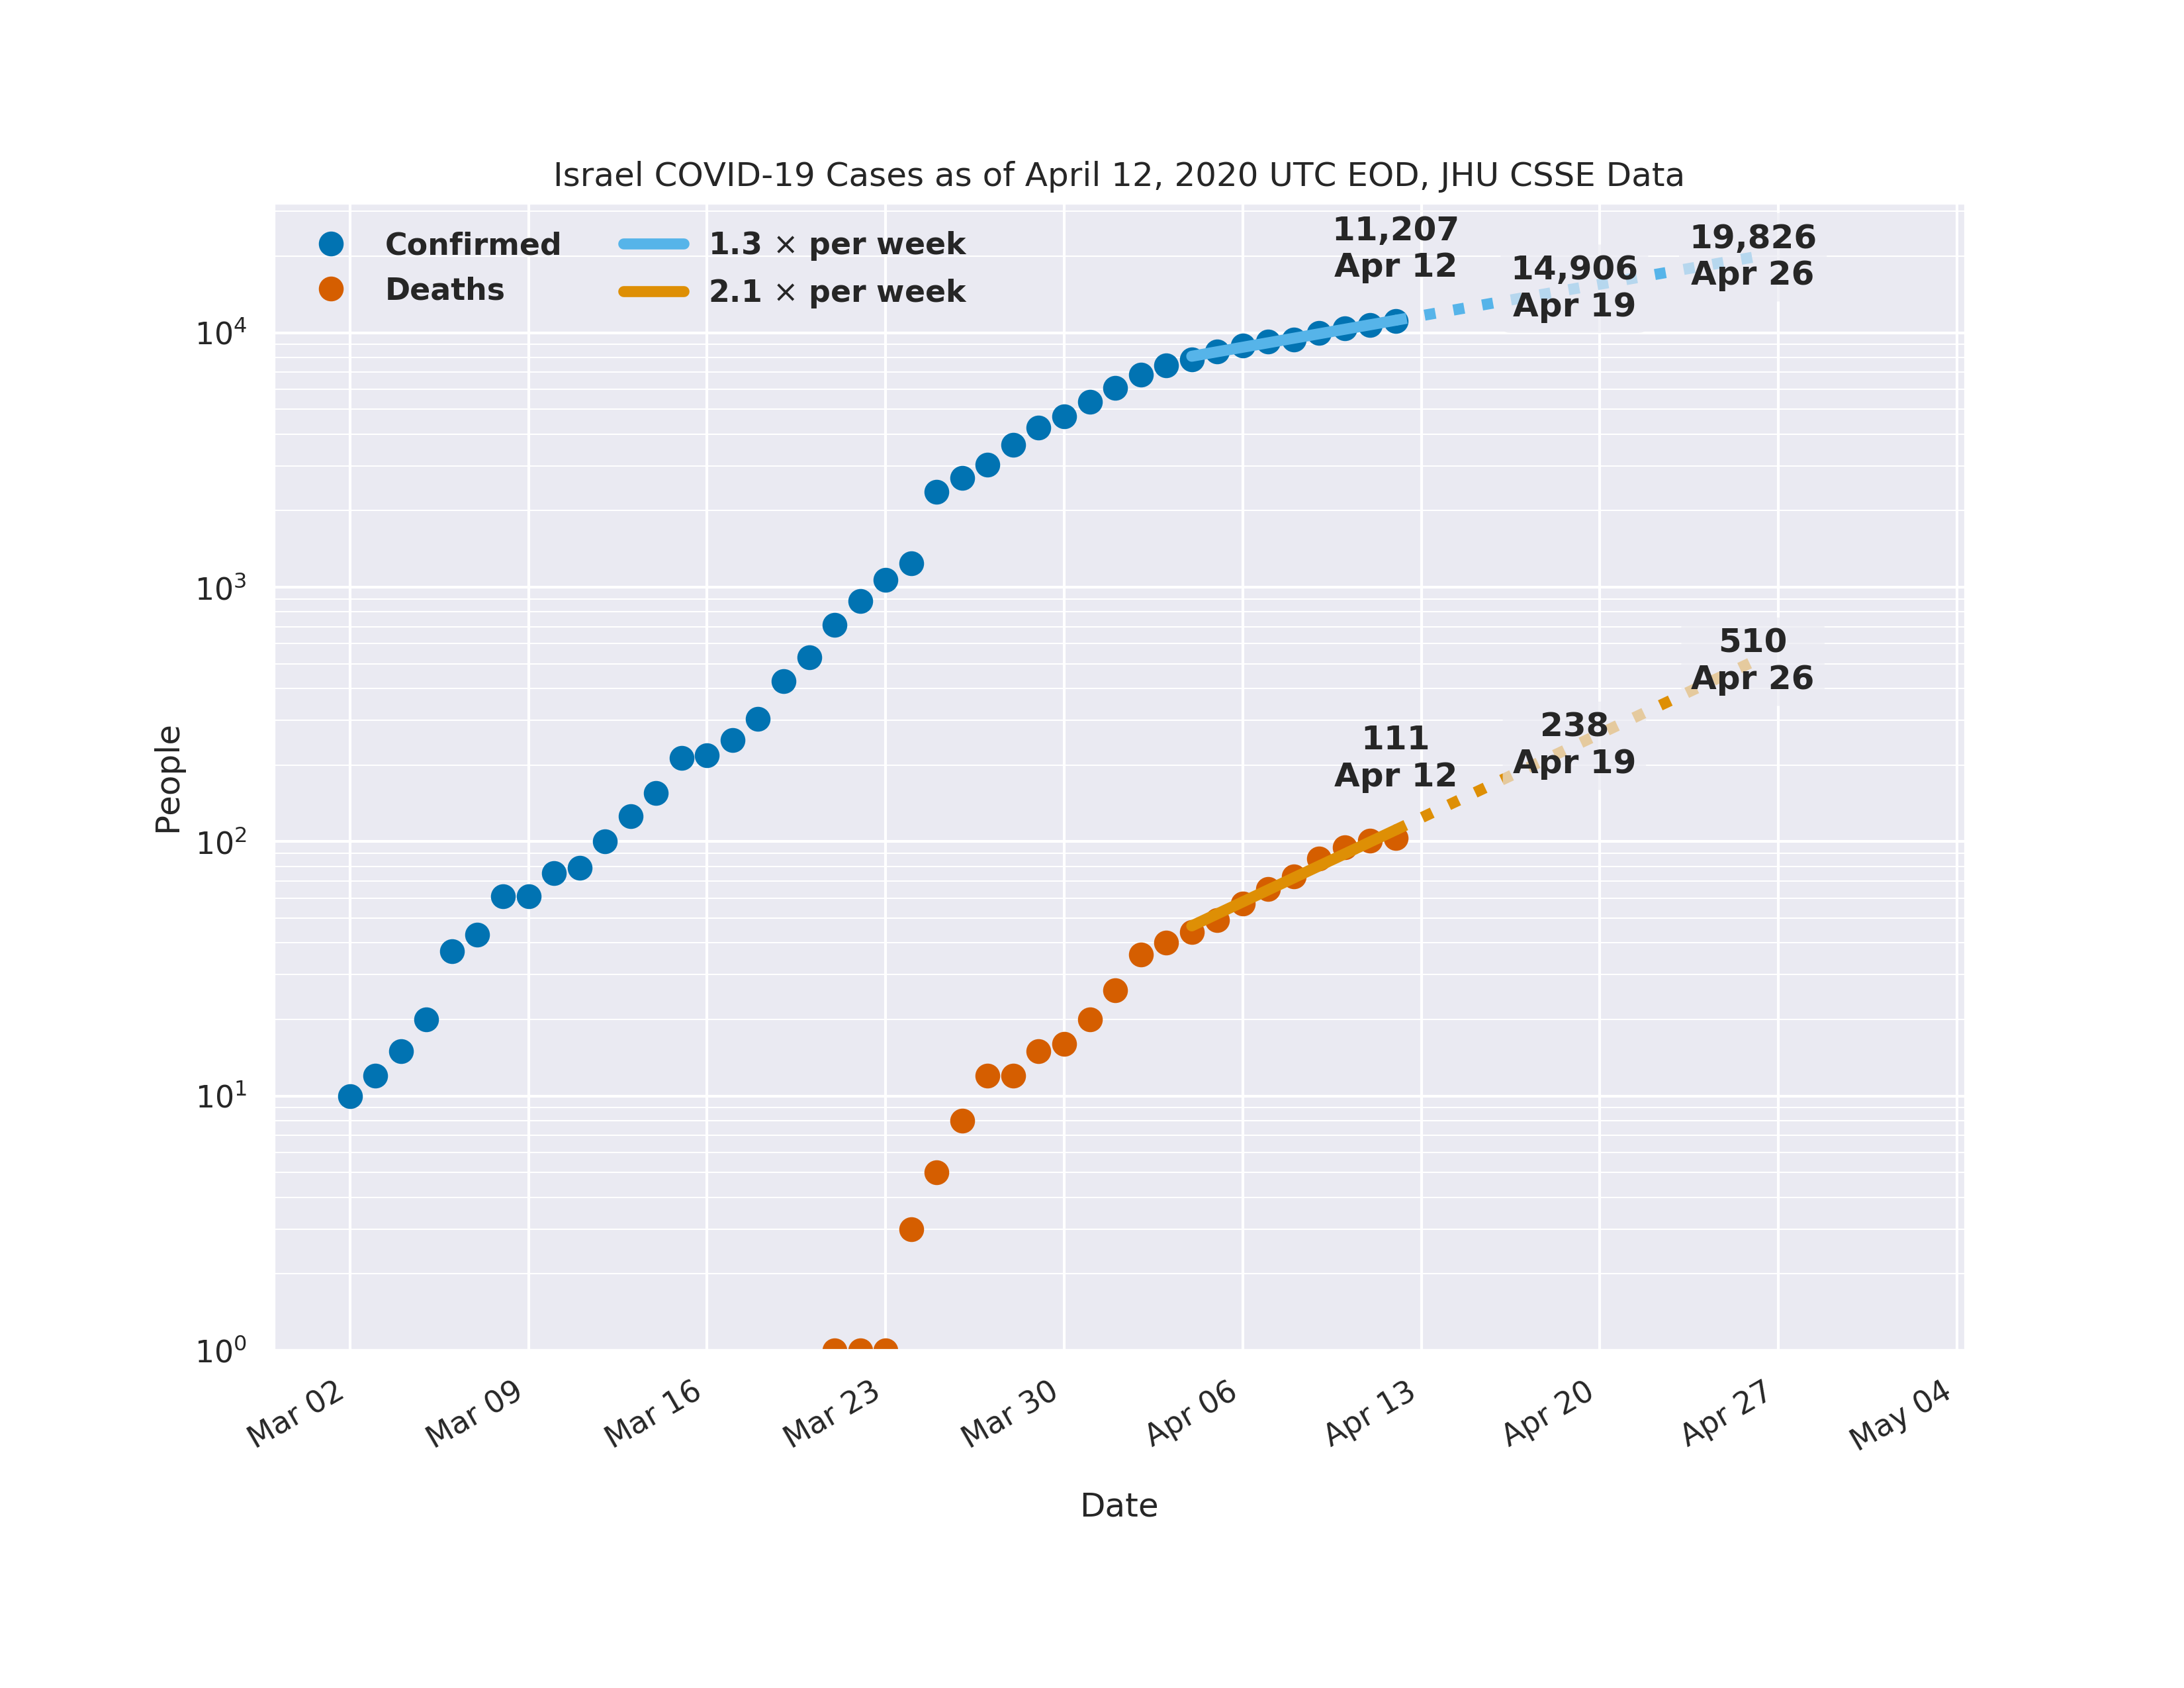 Israel COVID-19 Cases as of April 12, 2020 UTC EOD, JHU CSSE Data
Confirmed
Deaths
1.3 × per week
2.1 × per week
11,207
Apr 12
14,906
Apr 19
19,826
Apr 26
510
Apr 26
238
Apr 19
111
Apr 12
People
10⁴
10³
10²
10¹
10⁰
Mar 02
Mar 09
Mar 16
Mar 23
Mar 30
Apr 06
Apr 13
Apr 20
Apr 27
May 04
Date